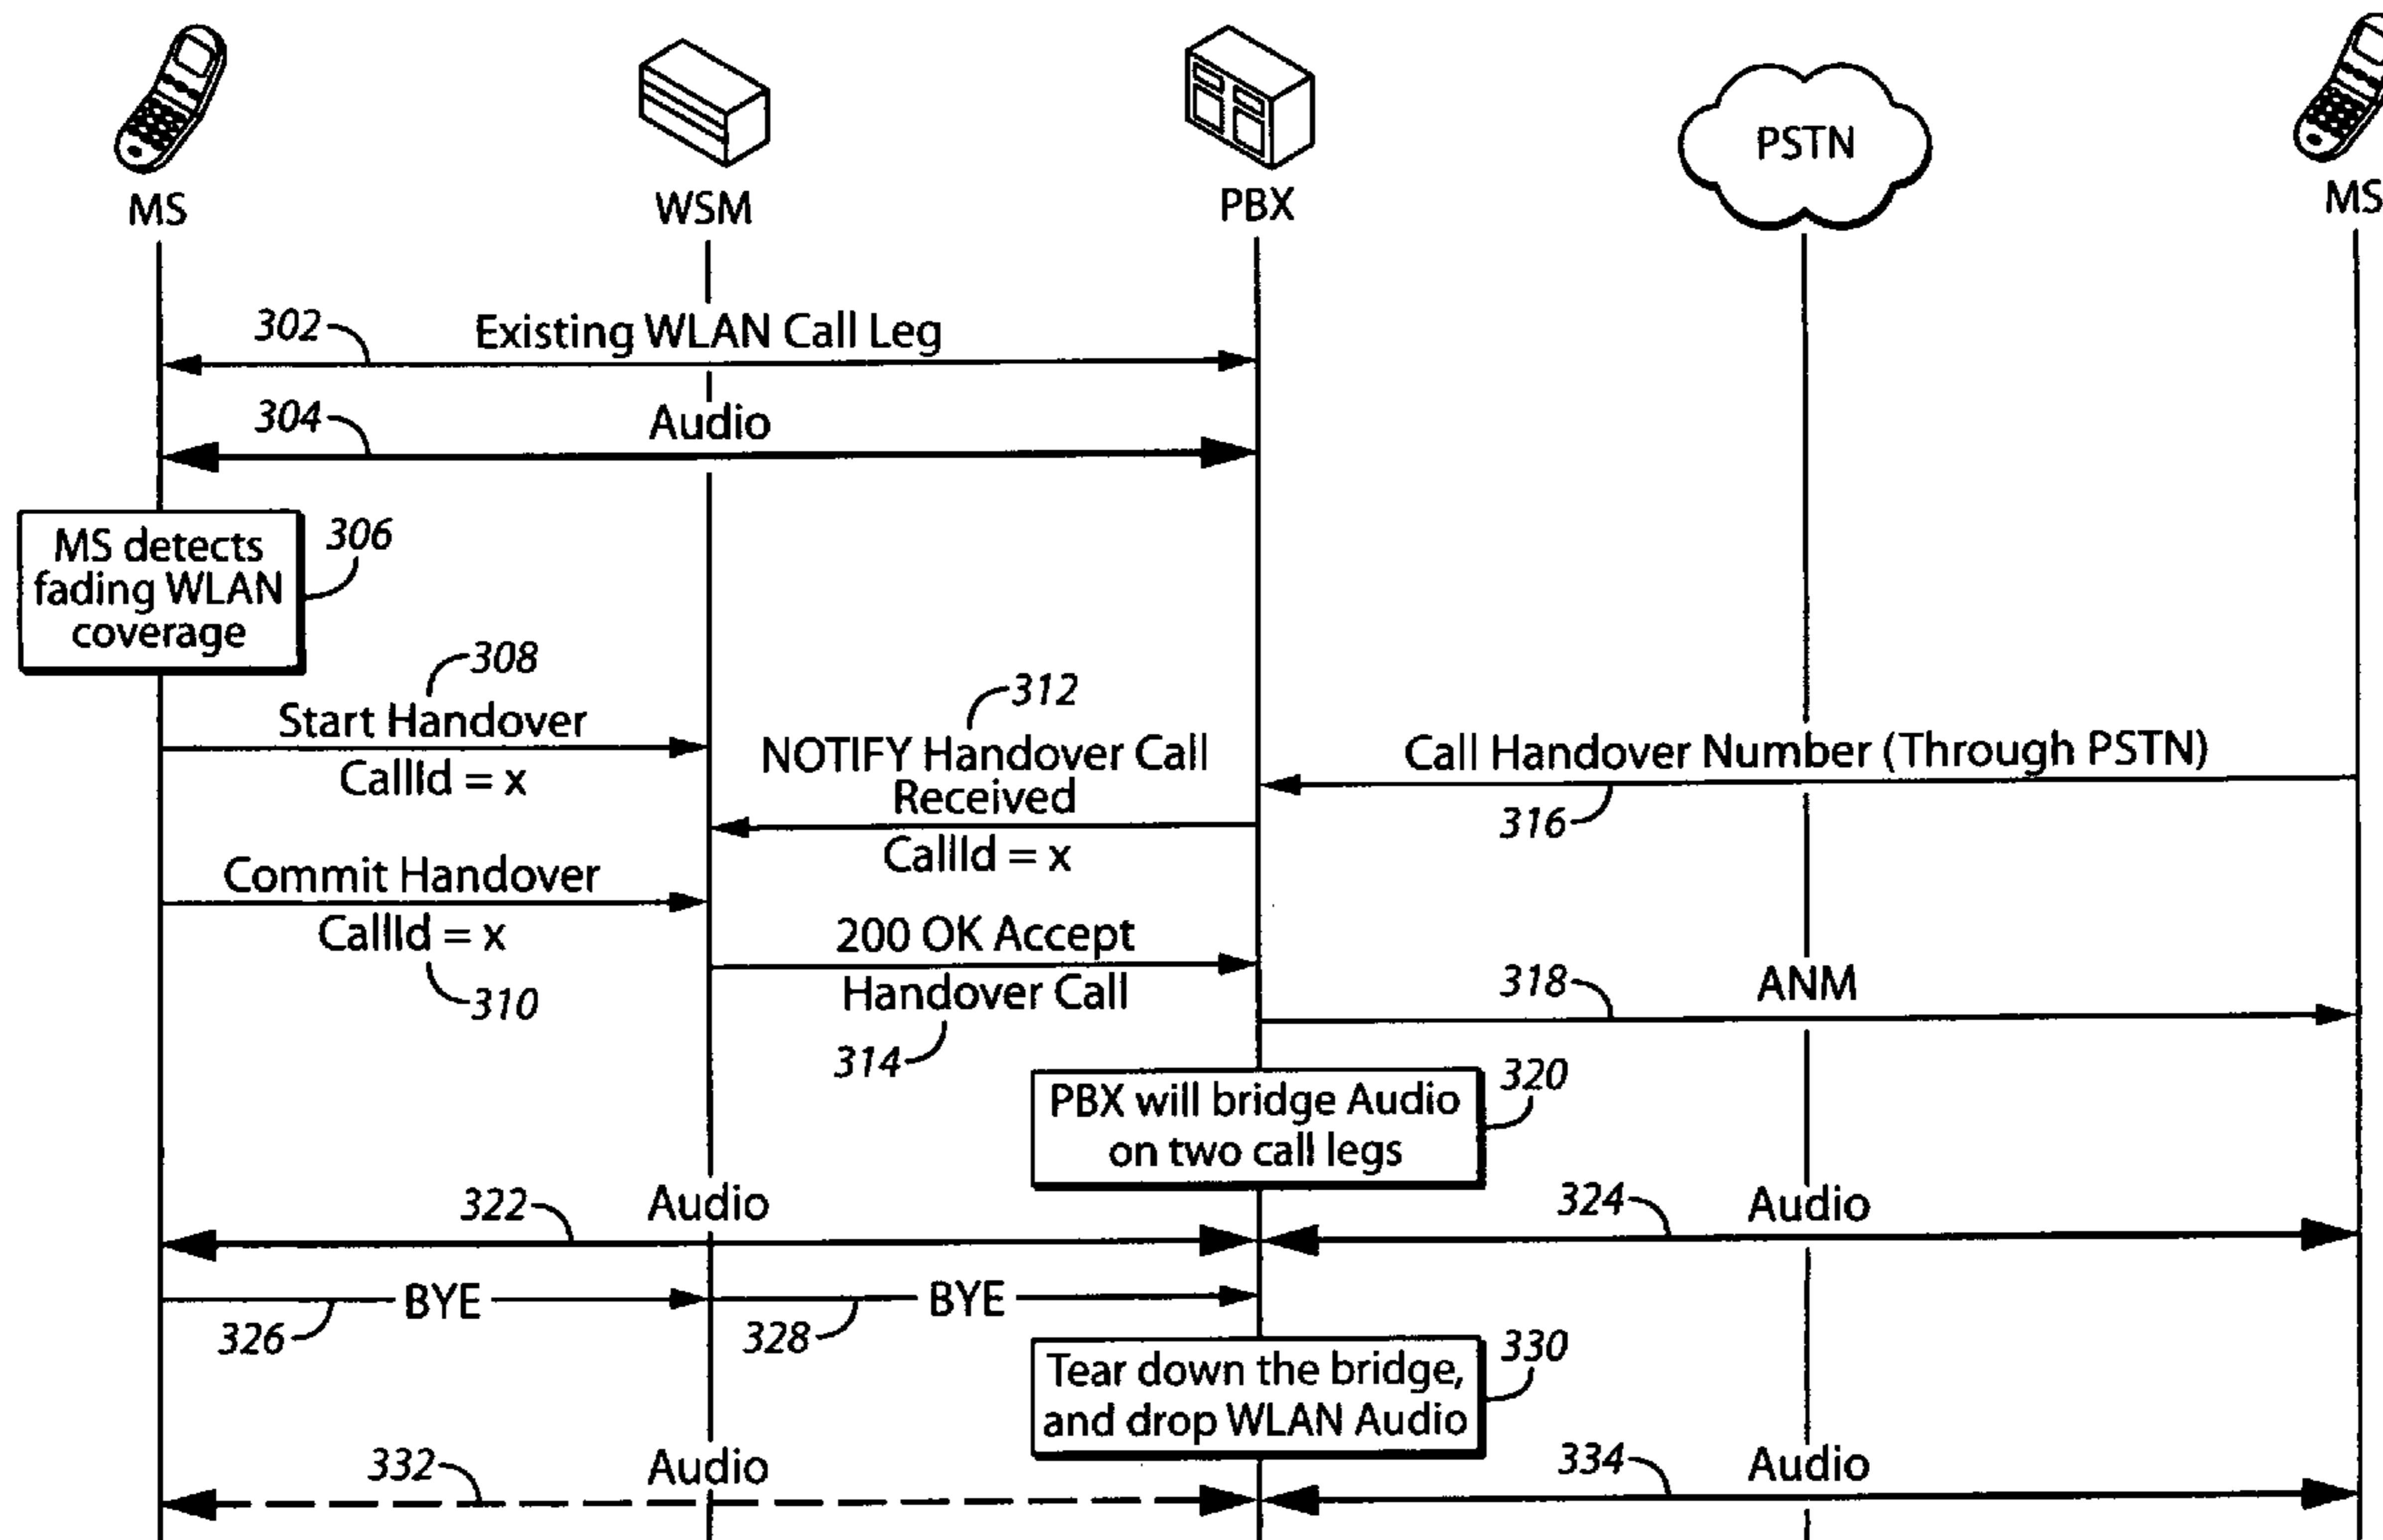 PSTN
MS
WSM
PBX
MS
302
Existing WLAN Call Leg
304
Audio
MS detects
fading WLAN
coverage
306
308
Start Handover
CallId = x
312
NOTIFY Handover Call
Received
CallId = x
Call Handover Number (Through PSTN)
316
Commit Handover
CallId = x
310
200 OK Accept
Handover Call
314
318
ANM
PBX will bridge Audio
on two call legs
320
322
Audio
324
Audio
BYE
326
BYE
328
Tear down the bridge,
and drop WLAN Audio
330
332
Audio
334
Audio